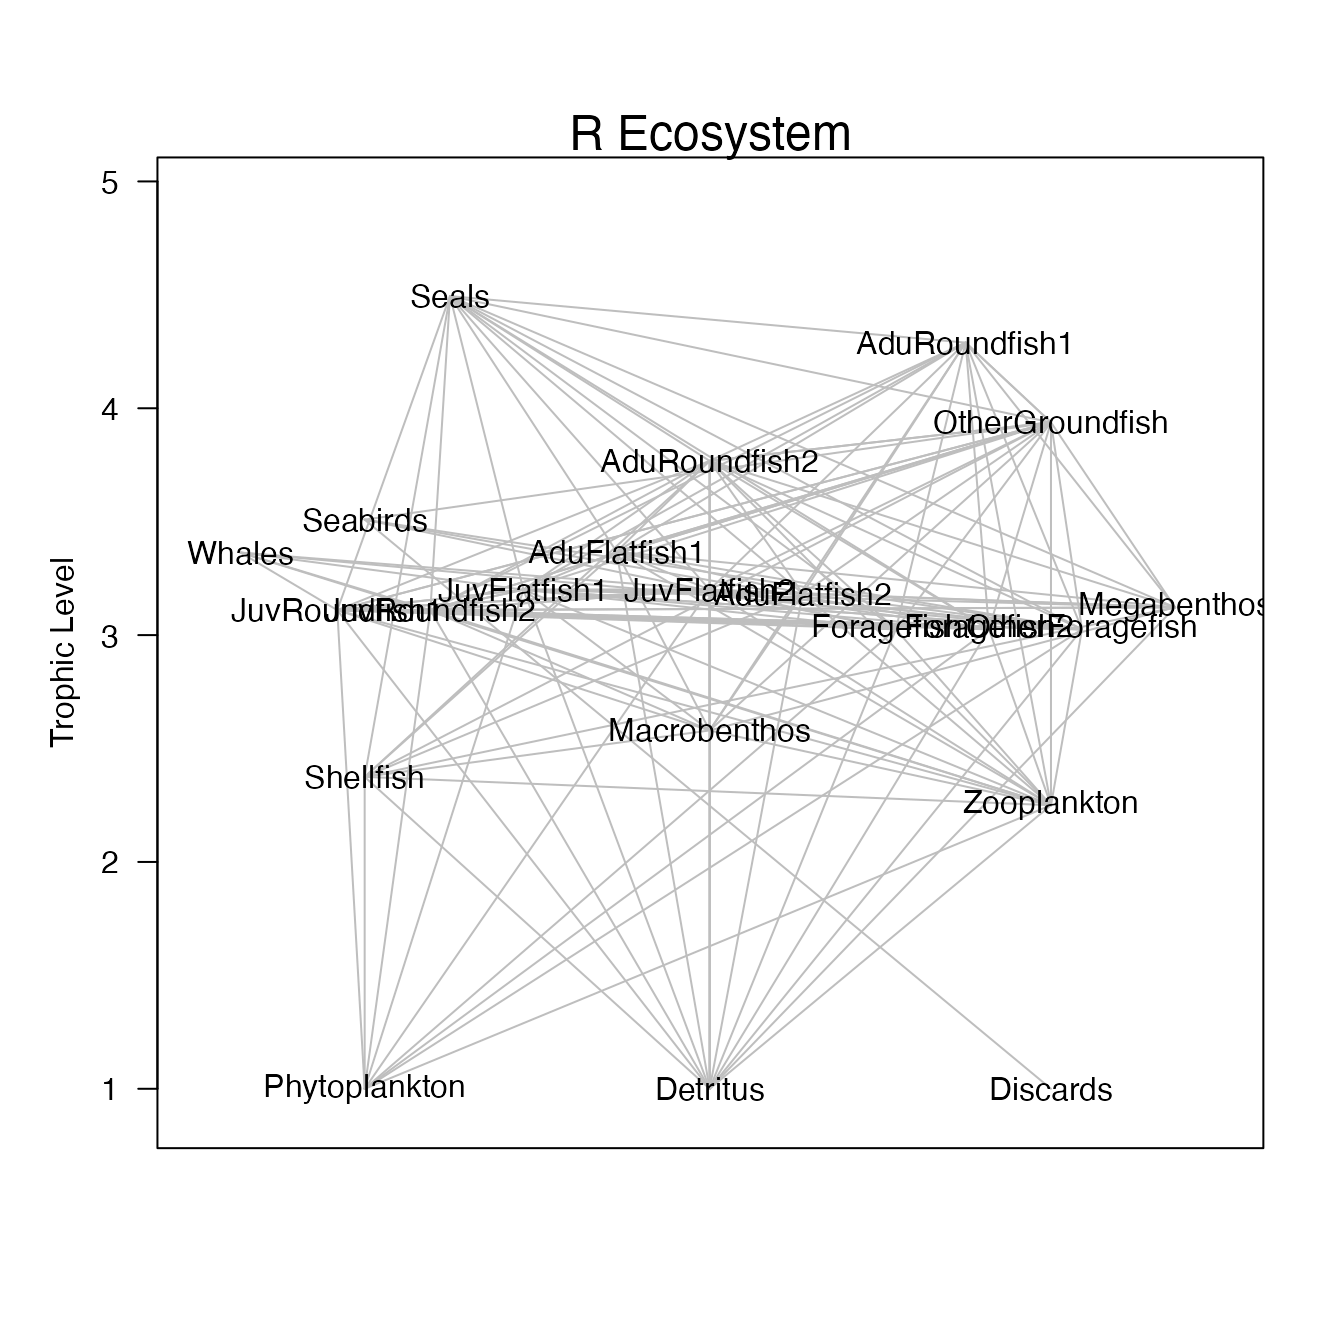 R Ecosystem
5
Seals
AduRoundfish1
4
OtherGroundfish
AduRoundfish2
Seabirds
Whales
AduFlatfish1
JuvFlatfish1
JuvFlatfish2
AduFlatfish2
JuvRoundfish1
JuvRoundfish2
Megabenthos
Foragefish1
Foragefish2
OtherForagefish
3
Trophic Level
Macrobenthos
Shellfish
Zooplankton
2
1
Phytoplankton
Detritus
Discards